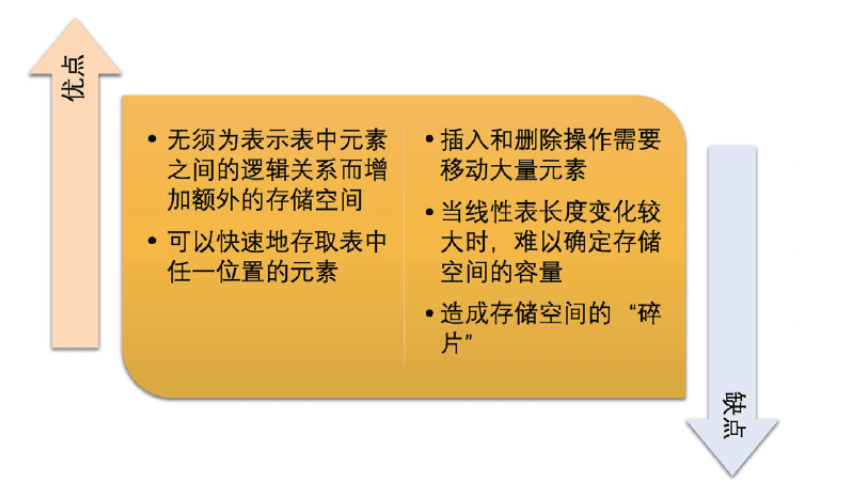 优点
• 无须为表示表中元素
之间的逻辑关系而增
加额外的存储空间
• 可以快速地存取表中
任一位置的元素
• 插入和删除操作需要
移动大量元素
• 当线性表长度变化较
大时，难以确定存储
空间的容量
• 造成存储空间的“碎
片”
缺点